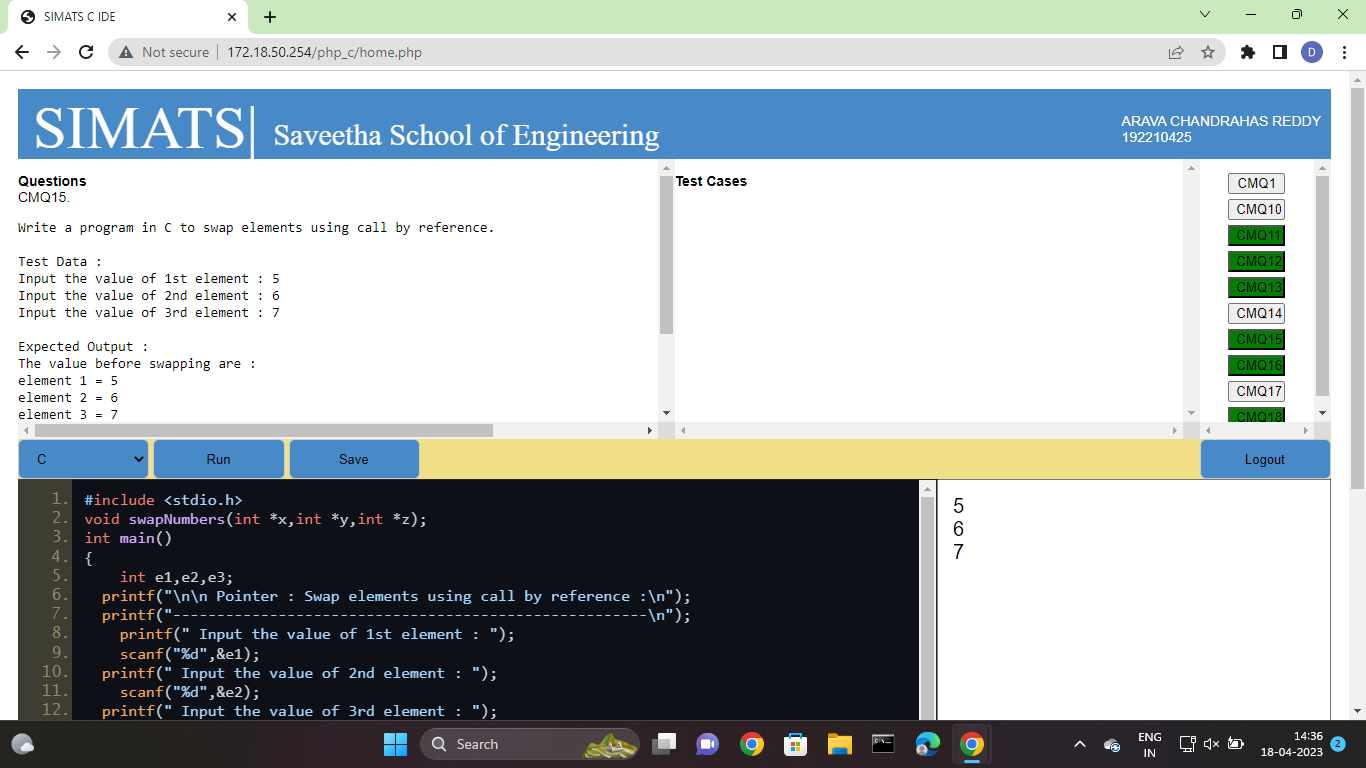 SIMATS C IDE
Not secure
172.18.50.254/php_c/home.php
D
SIMATS
Saveetha School of Engineering
ARAVA CHANDRAHAS REDDY
192210425
Questions
CMQ15.
Write a program in C to swap elements using call by reference.
Test Data :
Input the value of 1st element : 5
Input the value of 2nd element : 6
Input the value of 3rd element : 7
Expected Output :
The value before swapping are :
element 1 = 5
element 2 = 6
element 3 = 7
Test Cases
CMQ1
CMQ10
CMQ11
CMQ12
CMQ13
CMQ14
CMQ15
CMQ16
CMQ17
CMQ18
C
Run
Save
Logout
1. #include <stdio.h>
2. void swapNumbers(int *x,int *y,int *z);
3. int main()
4. {
5. int e1,e2,e3;
6. printf("\n\n Pointer : Swap elements using call by reference :\n");
7. printf("------------------------------------------------------\n");
8. printf(" Input the value of 1st element : ");
9. scanf("%d",&e1);
10. printf(" Input the value of 2nd element : ");
11. scanf("%d",&e2);
12. printf(" Input the value of 3rd element : ");
5
6
7
Search
ENG
IN
14:36
18-04-2023
2